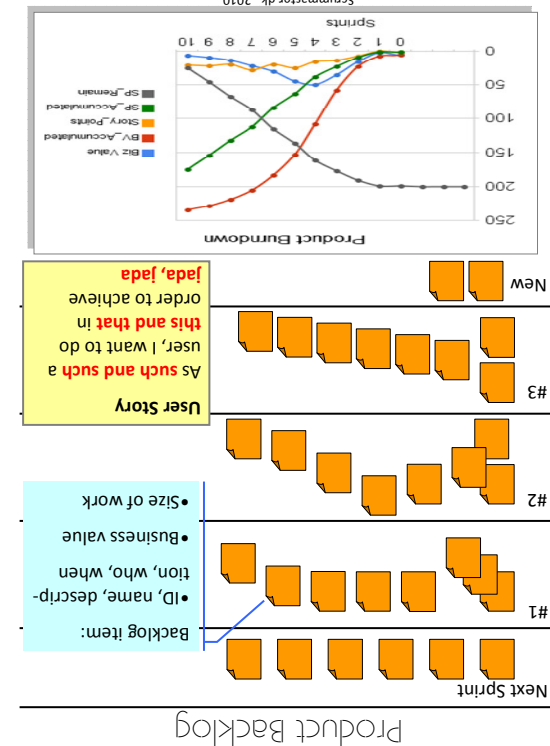 Product Backlog
Next Sprint
#1
Backlog item:
•ID, name, descrip-
tion, who, when
•Business value
•Size of work
#2
#3
User Story
As such and such a
user, I want to do
this and that in
order to achieve
jada, jada
New
Product Burndown
250
200
150
100
50
0
Biz Value
BV_Accumulated
Story_Points
SP_Accumulated
SP_Remain
0 1 2 3 4 5 6 7 8 9 10
Sprints